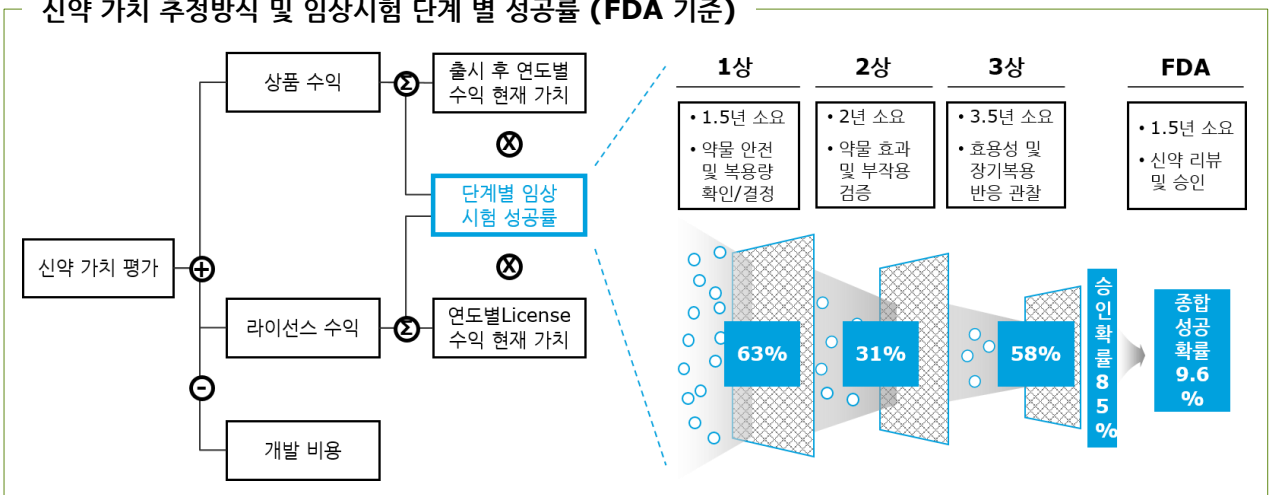 신약 가치 추정방식 및 임상시험 단계 별 성공률 (FDA 기준)
상품 수익
Σ
출시 후 연도별
수익 현재 가치
X
단계별 임상
시험 성공률
X
신약 가치 평가
+
라이선스 수익
Σ
연도별License
수익 현재 가치
-
개발 비용
1상
2상
3상
FDA
• 1.5년 소요
• 약물 안전
및 복용량
확인/결정
• 2년 소요
• 약물 효과
및 부작용
검증
• 3.5년 소요
• 효용성 및
장기복용
반응 관찰
• 1.5년 소요
• 신약 리뷰
및 승인
63%
31%
58%
승
인
확
률
8
5
%
종합
성공
확률
9.6
%